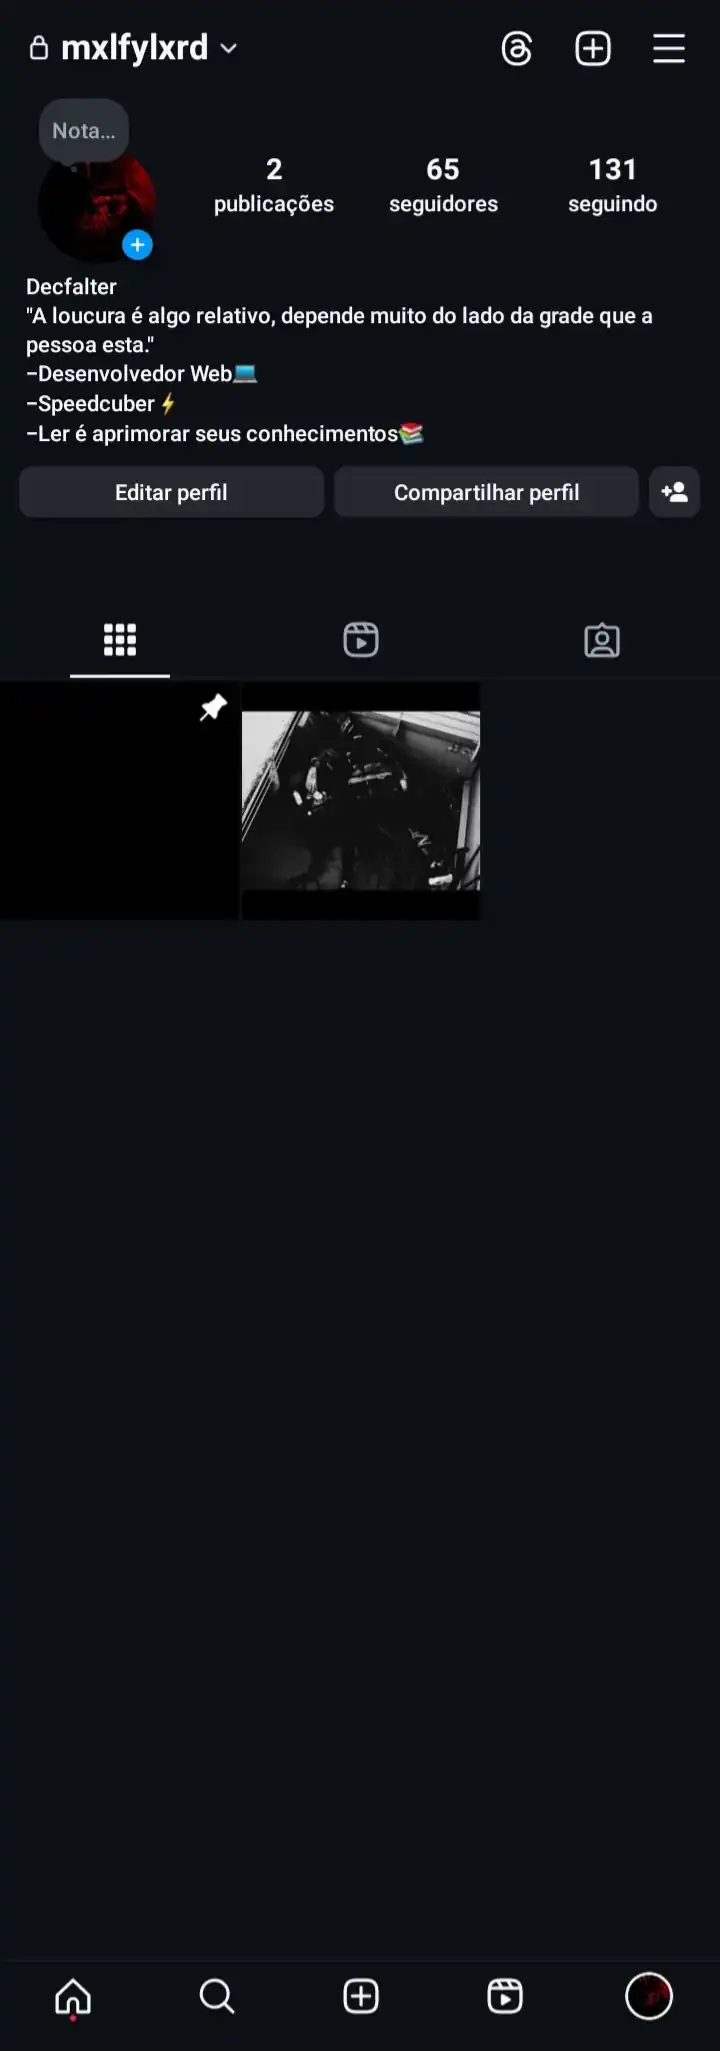 mxlfylxrd
Nota...
2 65 131
publicações seguidores seguindo
Decfalter
"A loucura é algo relativo, depende muito do lado da grade que a
pessoa esta."
–Desenvolvedor Web💻
–Speedcuber⚡
–Ler é aprimorar seus conhecimentos📚
Editar perfil Compartilhar perfil